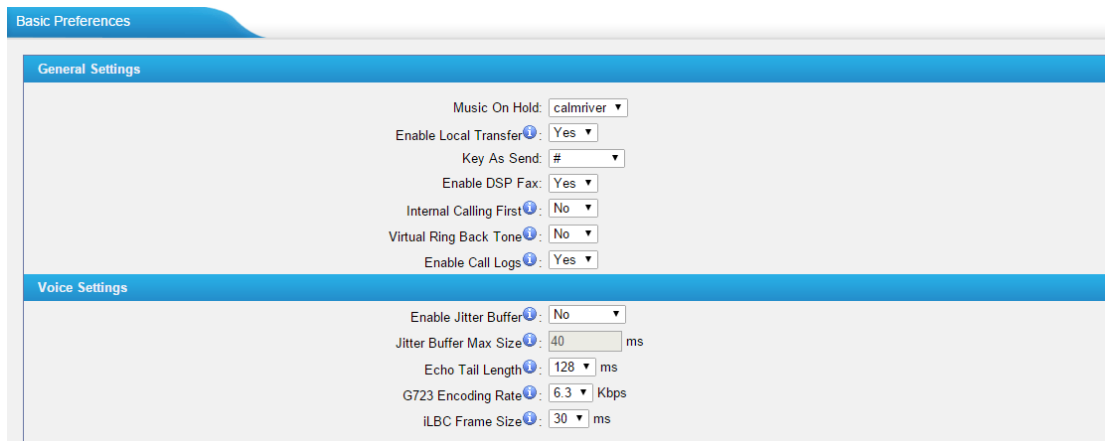 Basic Preferences
General Settings
Music On Hold: calmriver
Enable Local Transfer i : Yes
Key As Send: #
Enable DSP Fax: Yes
Internal Calling First i : No
Virtual Ring Back Tone i : No
Enable Call Logs i : Yes
Voice Settings
Enable Jitter Buffer i : No
Jitter Buffer Max Size i : 40 ms
Echo Tail Length i : 128 ms
G723 Encoding Rate i : 6.3 Kbps
iLBC Frame Size i : 30 ms